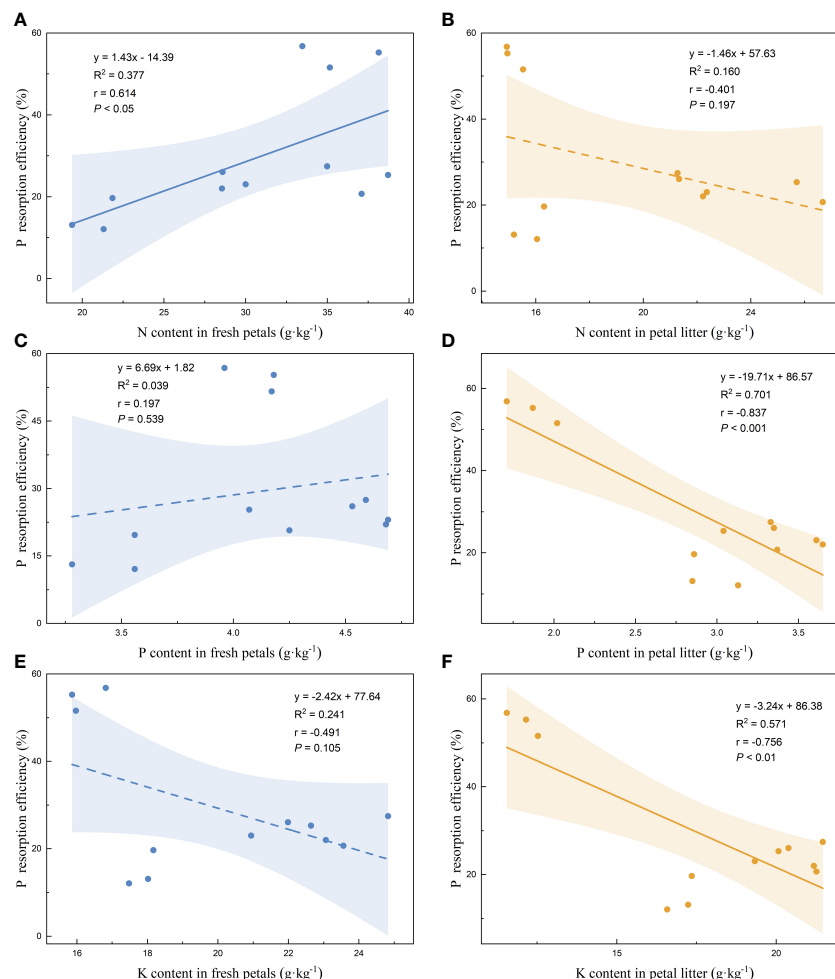 A
y = 1.43x - 14.39
R² = 0.377
r = 0.614
P < 0.05
60
40
20
0
20
25
30
35
40
P resorption efficiency (%)
N content in fresh petals (g·kg⁻¹)
B
y = -1.46x + 57.63
R² = 0.160
r = -0.401
P = 0.197
60
40
20
0
16
20
24
P resorption efficiency (%)
N content in petal litter (g·kg⁻¹)
C
y = 6.69x + 1.82
R² = 0.039
r = 0.197
P = 0.539
60
45
30
15
0
3.5
4.0
4.5
P resorption efficiency (%)
P content in fresh petals (g·kg⁻¹)
D
y = -19.71x + 86.57
R² = 0.701
r = -0.837
P < 0.001
60
40
20
2.0
2.5
3.0
3.5
P resorption efficiency (%)
P content in petal litter (g·kg⁻¹)
E
y = -2.42x + 77.64
R² = 0.241
r = -0.491
P = 0.105
60
40
20
0
16
18
20
22
24
P resorption efficiency (%)
K content in fresh petals (g·kg⁻¹)
F
y = -3.24x + 86.38
R² = 0.571
r = -0.756
P < 0.01
60
40
20
15
20
P resorption efficiency (%)
K content in petal litter (g·kg⁻¹)